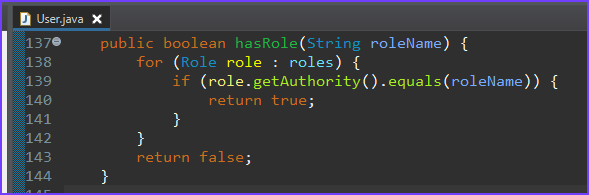 User.java
137 public boolean hasRole(String roleName) {
138 for (Role role : roles) {
139 if (role.getAuthority().equals(roleName)) {
140 return true;
141 }
142 }
143 return false;
144 }
145